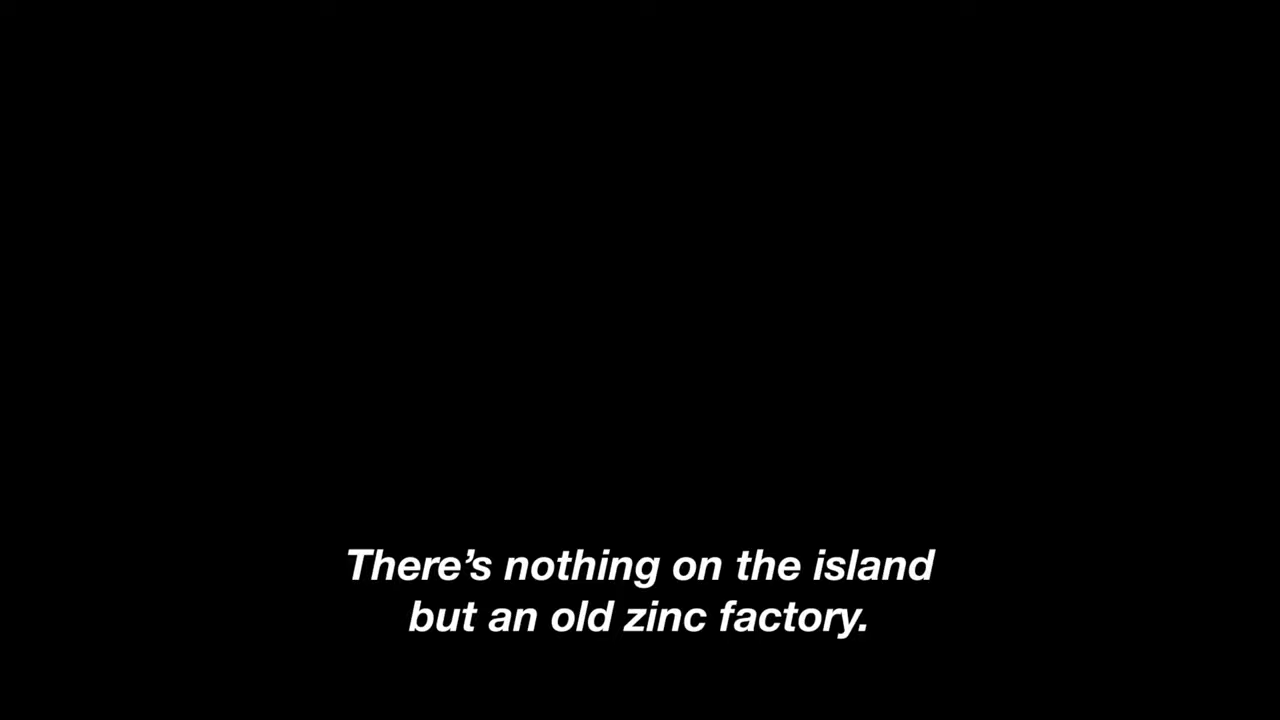 There’s nothing on the island
but an old zinc factory.